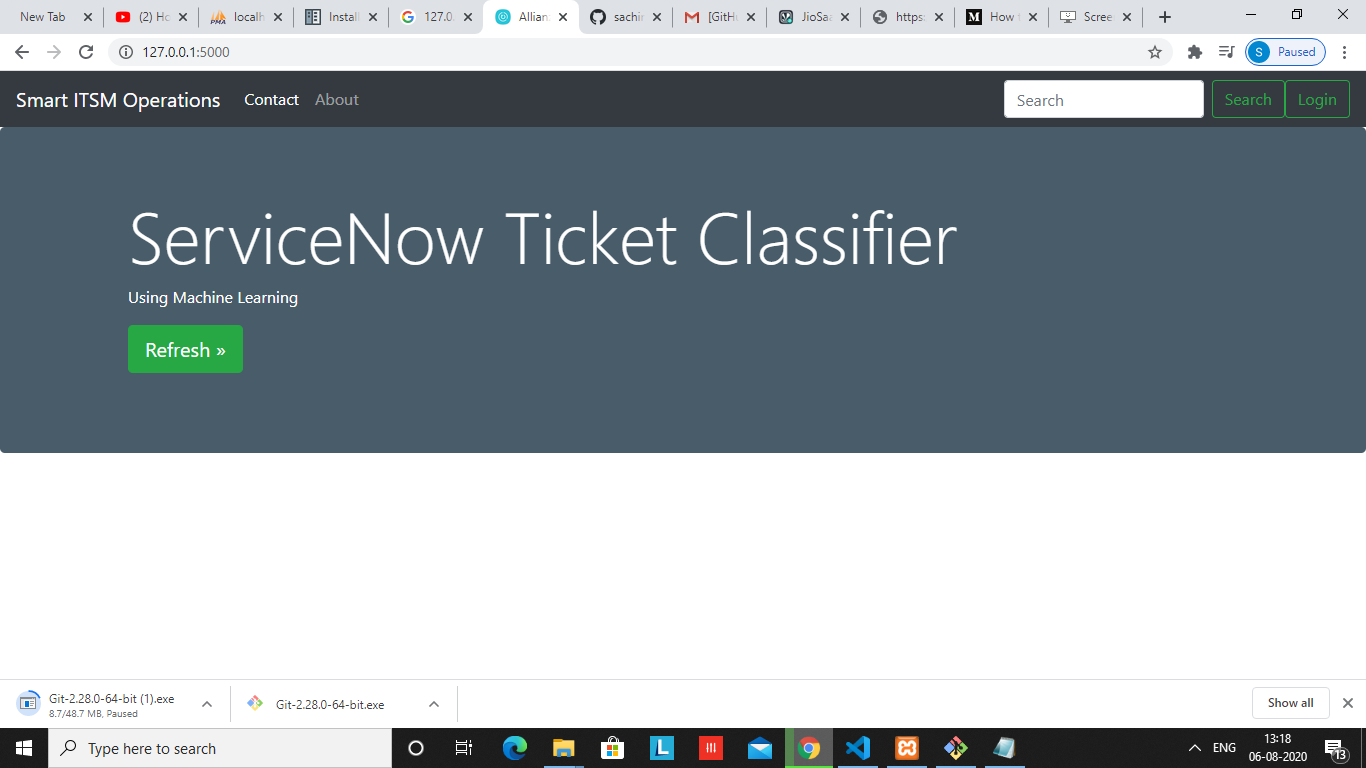 New Tab
(2) Ho
localh
Install
127.0.
Allian
sachin
[GitH
JioSaa
https:
M How t
Scree
127.0.0.1:5000
S Paused
Smart ITSM Operations Contact About
Search Search Login
ServiceNow Ticket Classifier
Using Machine Learning
Refresh »
Git-2.28.0-64-bit (1).exe
8.7/48.7 MB, Paused
Git-2.28.0-64-bit.exe
Show all
Type here to search
L
ENG
13:18
06-08-2020
13